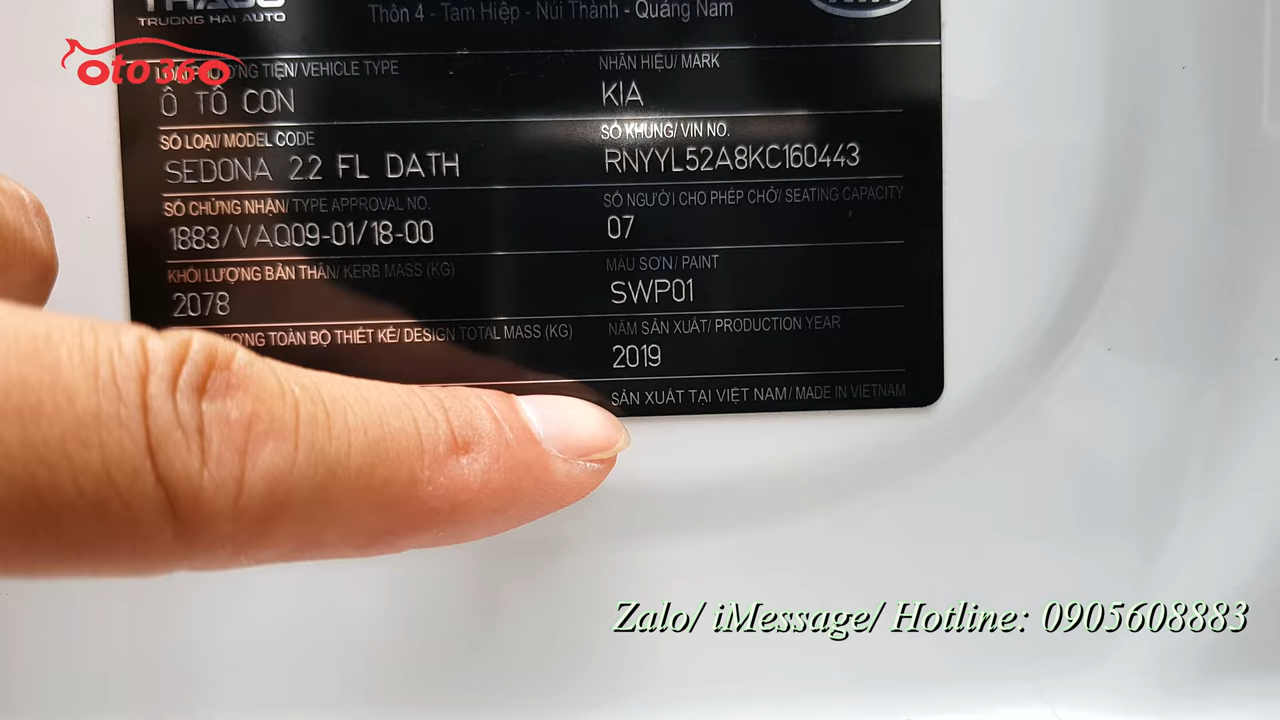 TRUONG HAI AUTO
Thôn 4 - Tam Hiệp - Núi Thành - Quảng Nam
oto360
TIỆN/ VEHICLE TYPE
Ô TÔ CON
NHÃN HIỆU/ MARK
KIA
SỐ LOẠI/ MODEL CODE
SEDONA 2.2 FL DATH
SỐ KHUNG/ VIN NO.
RNYYL52A8KC160443
SỐ CHỨNG NHẬN/ TYPE APPROVAL NO.
1883/VAQ09-01/18-00
SỐ NGƯỜI CHO PHÉP CHỞ/ SEATING CAPACITY
07
KHỐI LƯỢNG BẢN THÂN/ KERB MASS (KG)
2078
MÀU SƠN/ PAINT
SWP01
TOÀN BỘ THIẾT KẾ/ DESIGN TOTAL MASS (KG)
NĂM SẢN XUẤT/ PRODUCTION YEAR
2019
SẢN XUẤT TẠI VIỆT NAM/ MADE IN VIETNAM
Zalo/ iMessage/ Hotline: 0905608883